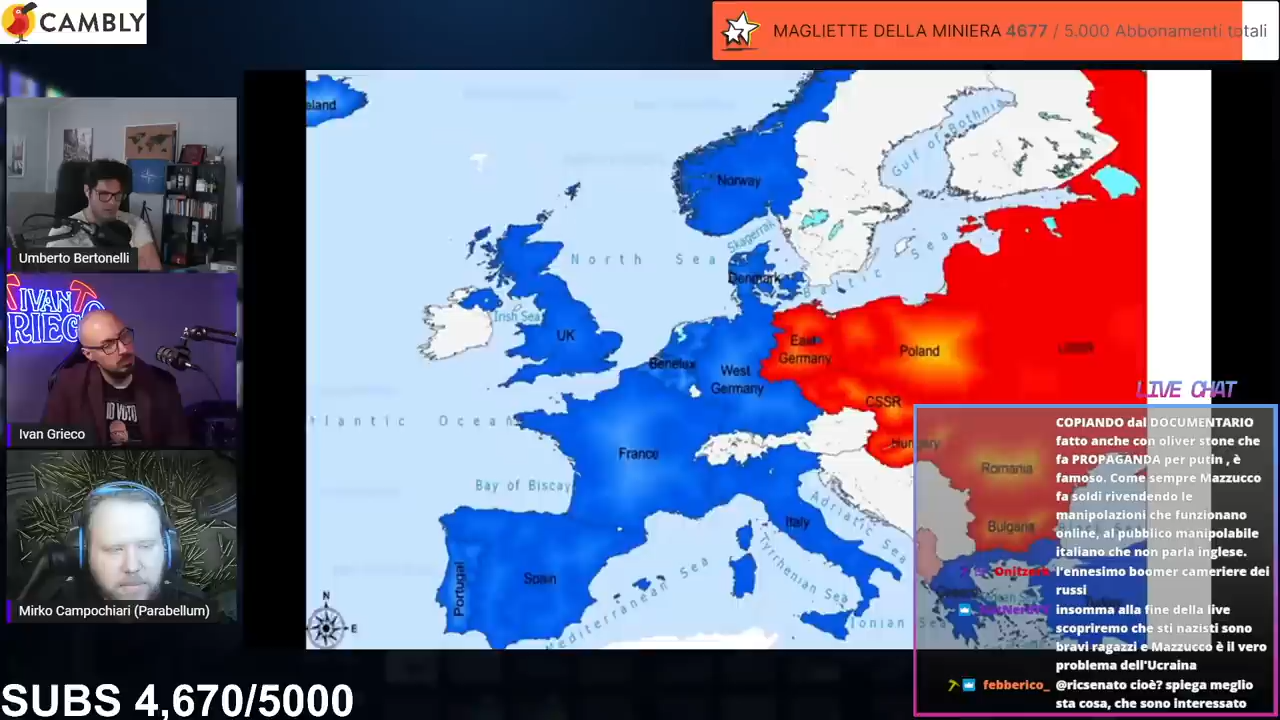 CAMBLY
MAGLIETTE DELLA MINIERA 4677 / 5.000 Abbonamenti totali
eland
Gulf of Bothnia
Norway
Skagerrak
North Sea
Denmark
Baltic Sea
Umberto Bertonelli
Irish Sea
UK
East
Germany
Poland
Benelux
West
Germany
LIVE CHAT
CSSR
Atlantic Ocean
IVAN
Ivan Grieco
Hungary
France
Romania
Bay of Biscay
Adriatic Sea
Italy
Bulgaria
Tyrrhenian Sea
Portugal
Spain
Mediterranean Sea
Ionian Sea
N
E
Mirko Campochiari (Parabellum)
COPIANDO dal DOCUMENTARIO
fatto anche con oliver stone che
fa PROPAGANDA per putin , è
famoso. Come sempre Mazzucco
fa soldi rivendendo le
manipolazioni che funzionano
online, al pubblico manipolabile
italiano che non parla inglese.
l'ennesimo boomer cameriere dei
russi
insomma alla fine della live
scopriremo che sti nazisti sono
bravi ragazzi e Mazzucco è il vero
problema dell'Ucraina
febberico_ @ricsenato cioè? spiega meglio
sta cosa, che sono interessato
SUBS 4,670/5000